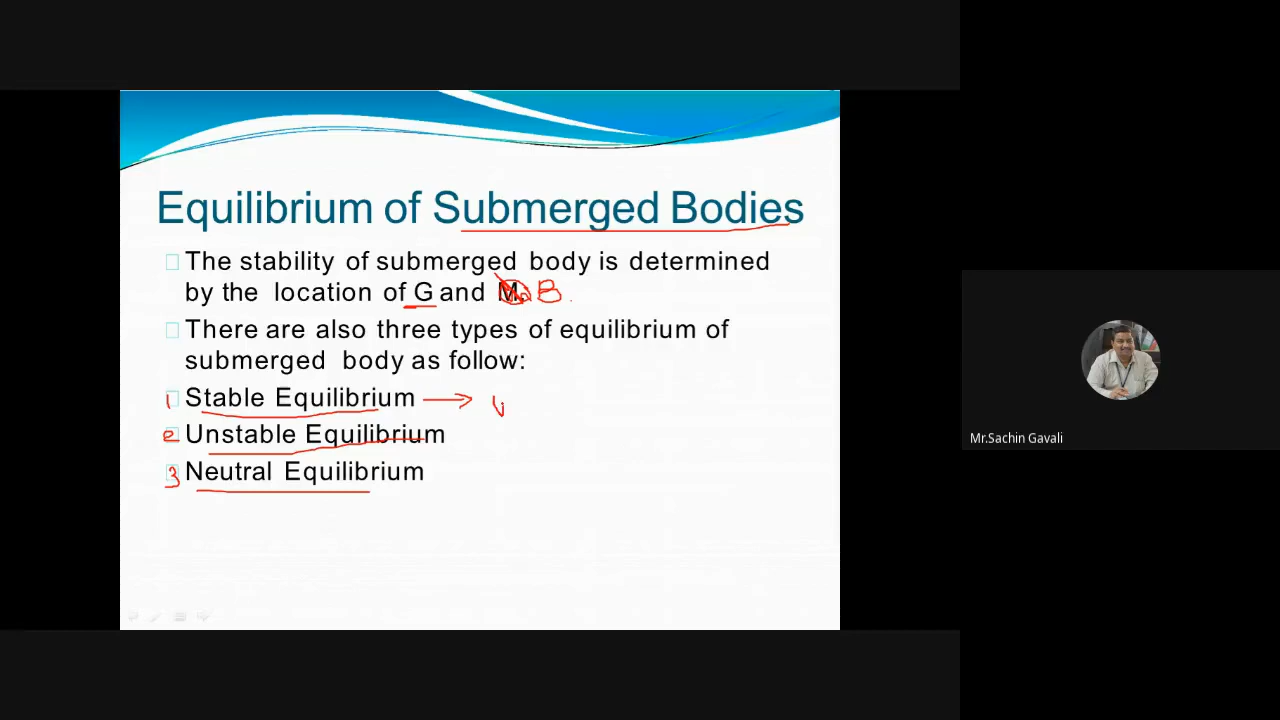 Equilibrium of Submerged Bodies
The stability of submerged body is determined
by the location of G and M. B.
There are also three types of equilibrium of
submerged body as follow:
1 Stable Equilibrium →
2 Unstable Equilibrium
3 Neutral Equilibrium
Mr.Sachin Gavali